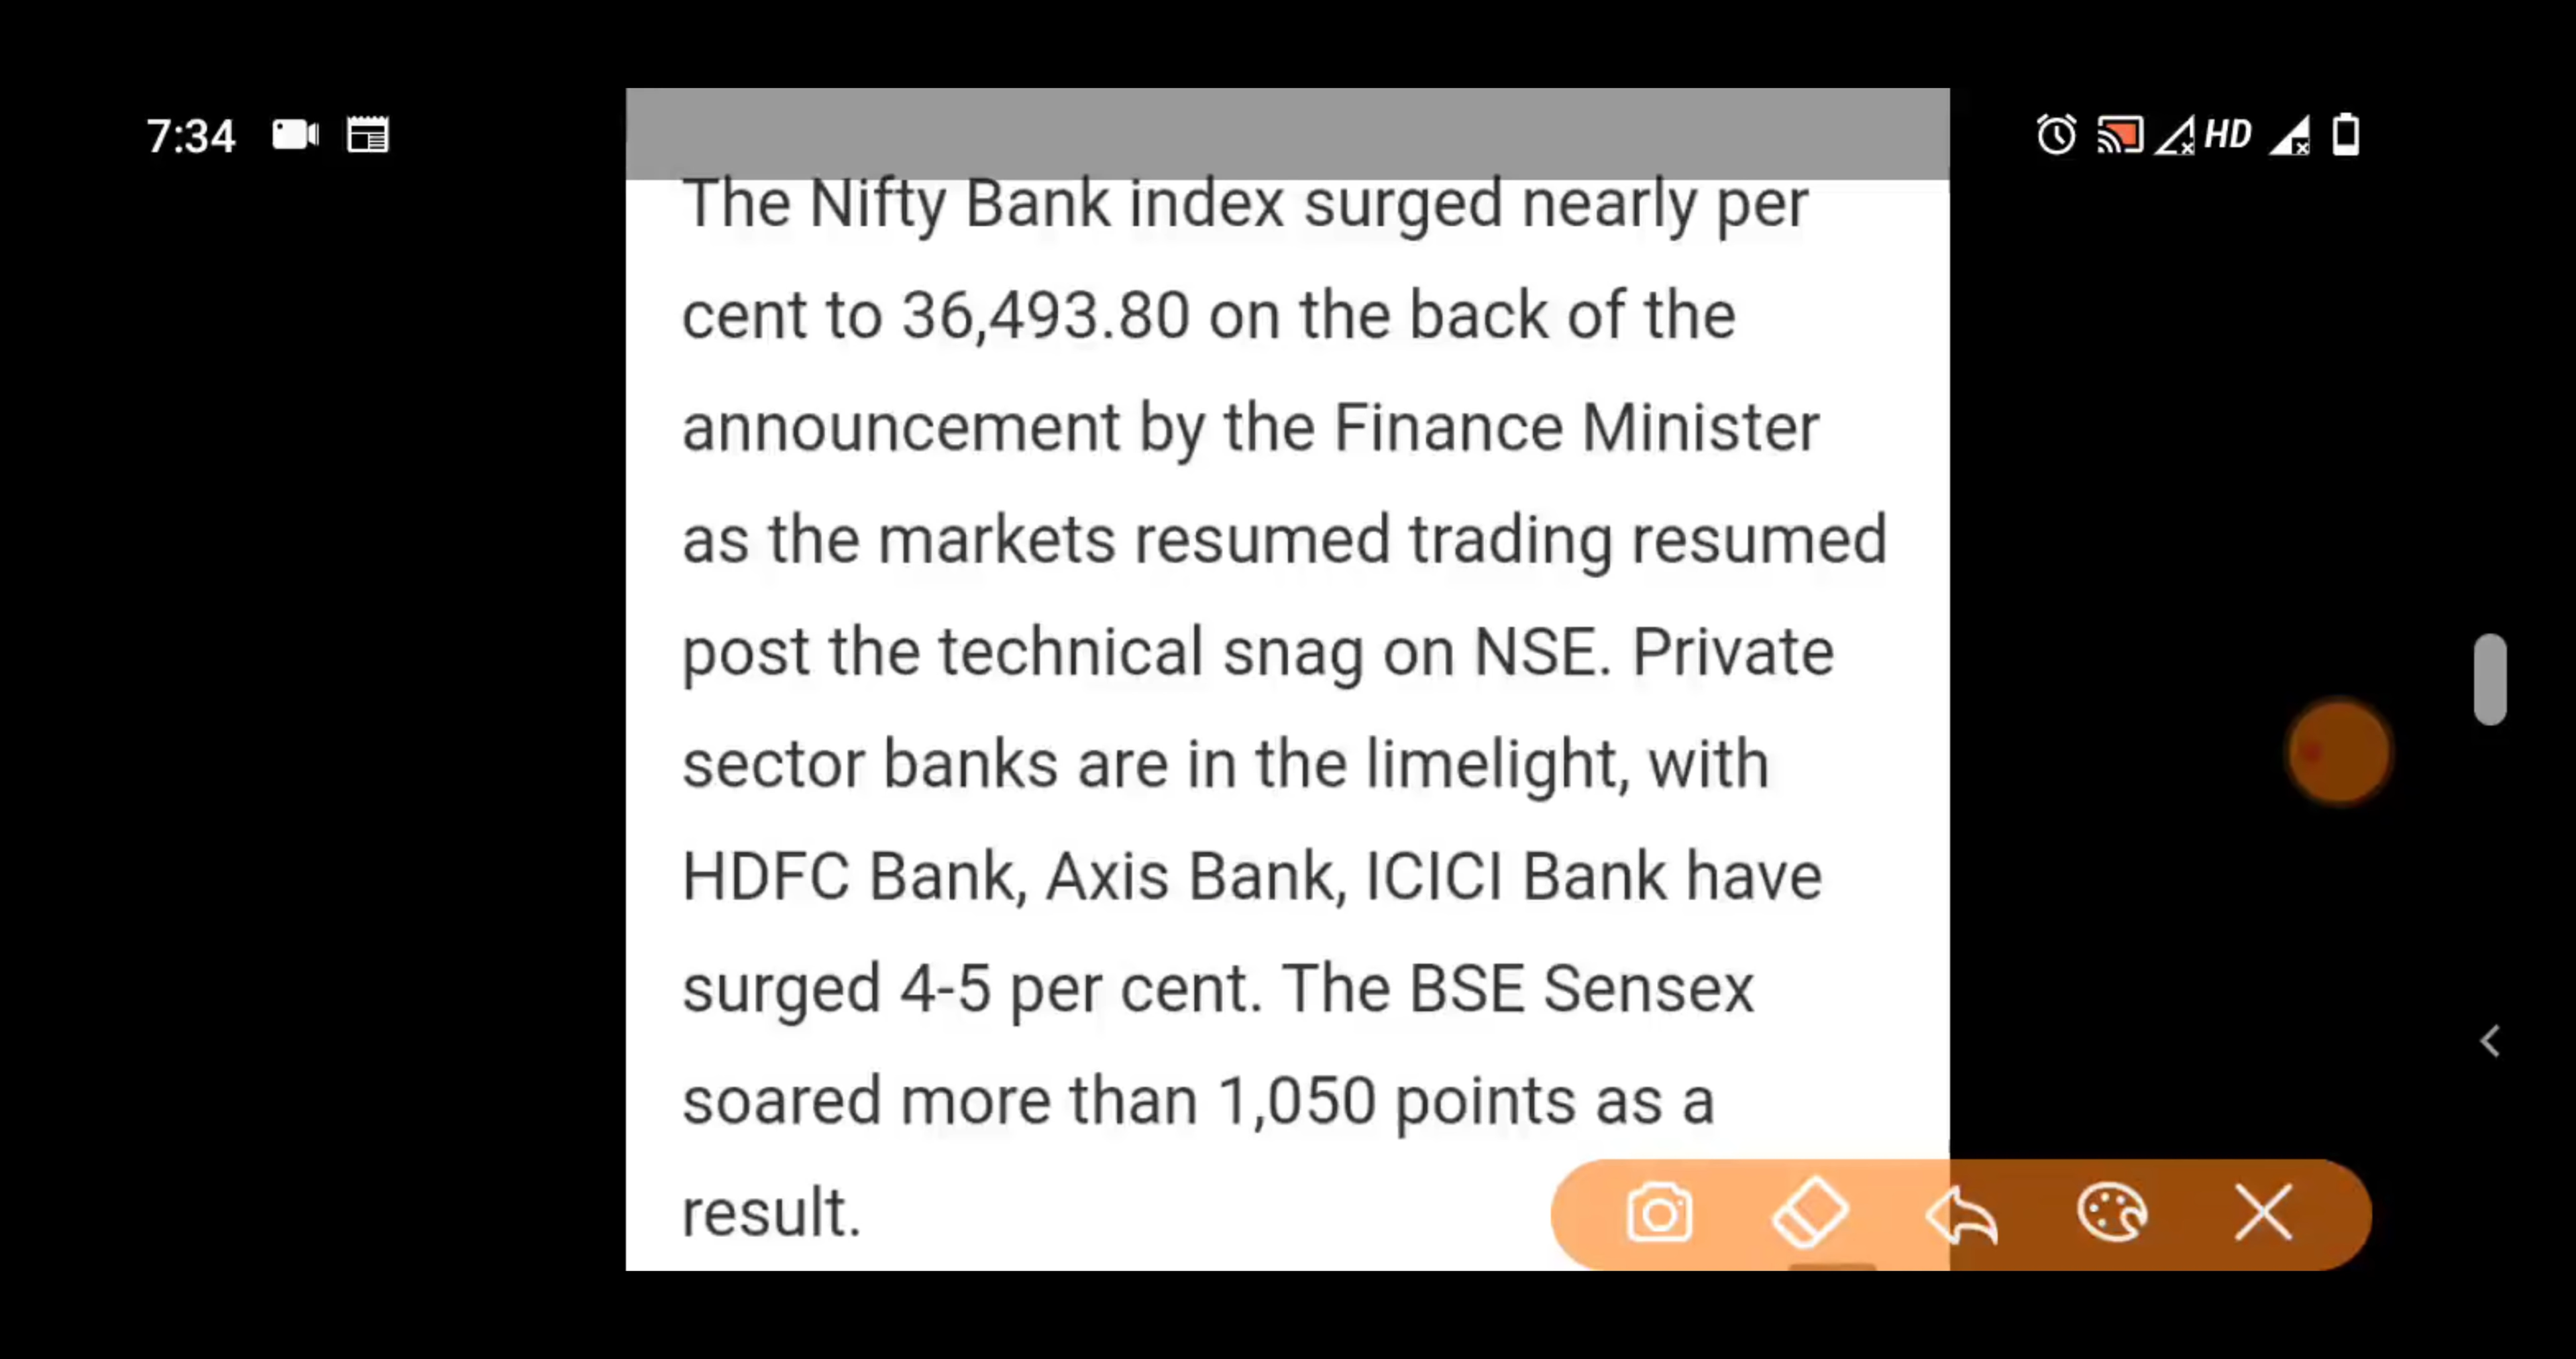 7:34
HD
The Nifty Bank index surged nearly per
cent to 36,493.80 on the back of the
announcement by the Finance Minister
as the markets resumed trading resumed
post the technical snag on NSE. Private
sector banks are in the limelight, with
HDFC Bank, Axis Bank, ICICI Bank have
surged 4-5 per cent. The BSE Sensex
soared more than 1,050 points as a
result.